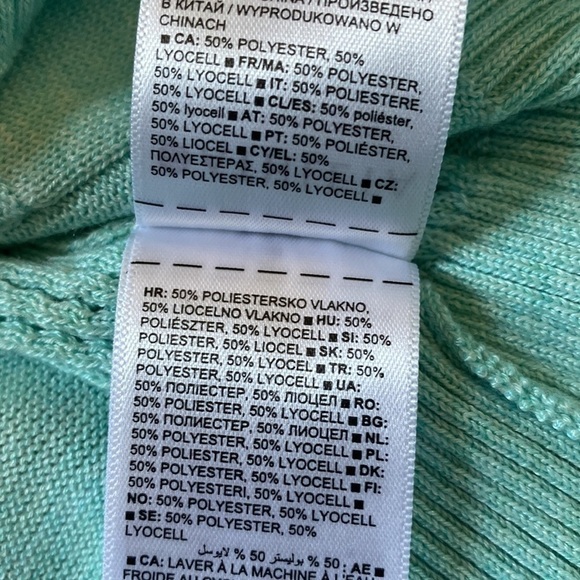 В КИТАЙ / WYPRODUKOWANO W
CHINACH
■ CA: 50% POLYESTER, 50%
LYOCELL ■ FR/MA: 50% POLYESTER,
50% LYOCELL ■ IT: 50% POLIESTERE,
50% LYOCELL ■ CL/ES: 50% poliéster,
50% lyocell ■ AT: 50% POLYESTER,
50% LYOCELL ■ PT: 50% POLIÉSTER,
50% LIOCEL ■ CY/EL: 50%
ΠΟΛΥΕΣΤΕΡΑΣ, 50% LYOCELL ■ CZ:
50% POLYESTER, 50% LYOCELL ■
HR: 50% POLIESTERSKO VLAKNO,
50% LIOCELNO VLAKNO ■ HU: 50%
POLIÉSZTER, 50% LYOCELL ■ SI: 50%
POLIESTER, 50% LIOCEL ■ SK: 50%
POLYESTER, 50% LYOCEL ■ TR: 50%
POLYESTER, 50% LYOCELL ■ UA:
50% ПОЛІЕСТЕР, 50% ЛІОЦЕЛ ■ RO:
50% POLIESTER, 50% LYOCELL ■ BG:
50% ПОЛИЕСТЕР, 50% ЛИОЦЕЛ ■ NL:
50% POLYESTER, 50% LYOCELL ■ PL:
50% POLIESTER, 50% LYOCELL ■ DK:
50% POLYESTER, 50% LYOCELL ■ FI:
50% POLYESTERI, 50% LYOCELL ■
NO: 50% POLYESTER, 50% LYOCELL
■ SE: 50% POLYESTER, 50%
LYOCELL
■ AE : 50 % بوليستر 50 % لايوسل
■ CA: LAVER À LA MACHINE À L'EAU